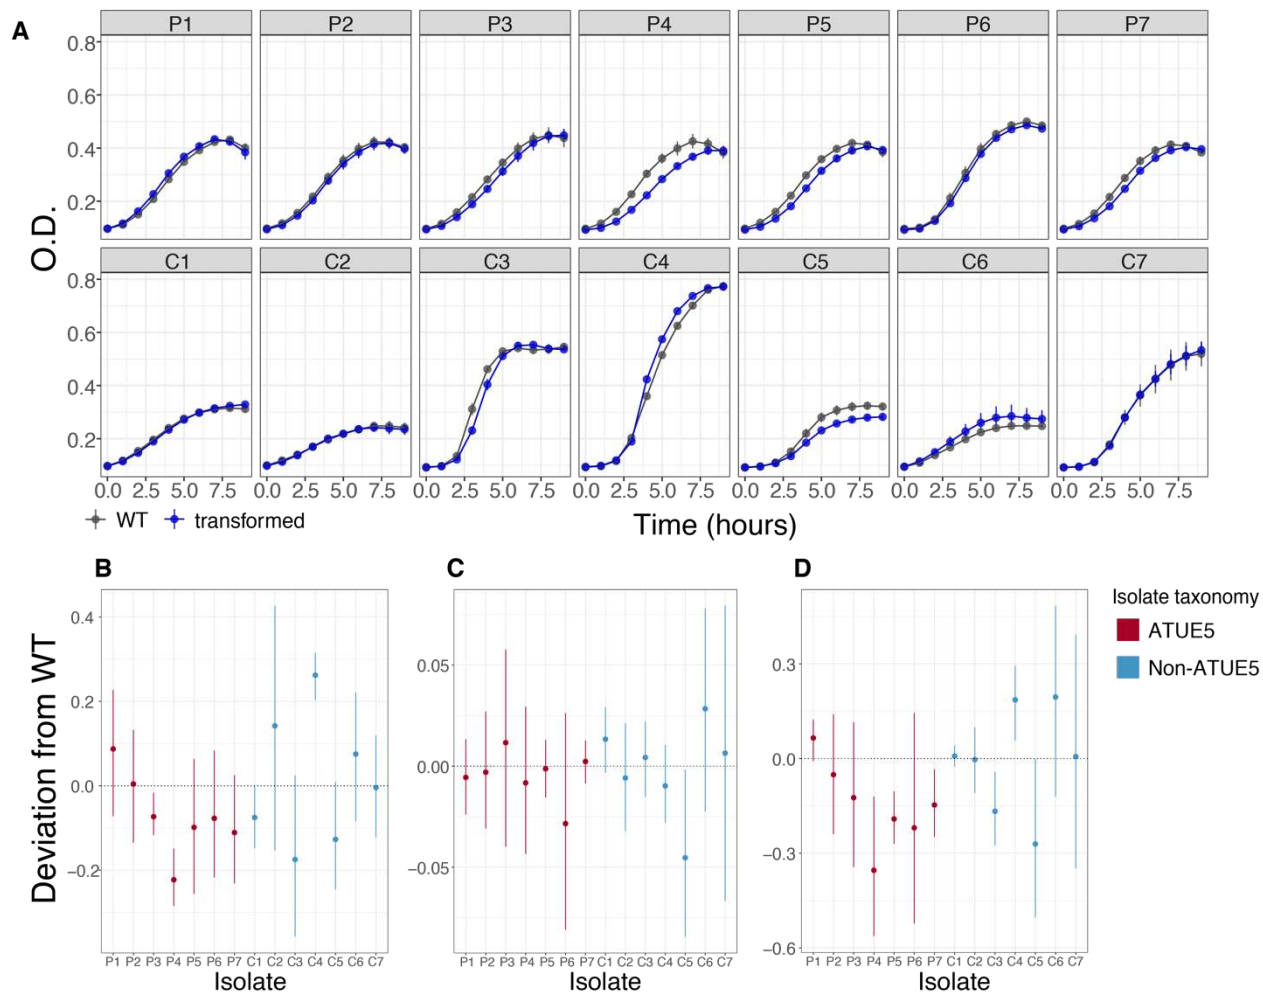 A
P1 P2 P3 P4 P5 P6 P7
0.8
0.6
0.4
0.2
O.D.
C1 C2 C3 C4 C5 C6 C7
0.8
0.6
0.4
0.2
0.0 2.5 5.0 7.5 0.0 2.5 5.0 7.5 0.0 2.5 5.0 7.5 0.0 2.5 5.0 7.5 0.0 2.5 5.0 7.5 0.0 2.5 5.0 7.5 0.0 2.5 5.0 7.5
WT transformed
Time (hours)
B C D
Deviation from WT
0.4
0.2
0.0
−0.2
P1 P2 P3 P4 P5 P6 P7 C1 C2 C3 C4 C5 C6 C7
Isolate
0.05
0.00
−0.05
P1 P2 P3 P4 P5 P6 P7 C1 C2 C3 C4 C5 C6 C7
Isolate
0.3
0.0
−0.3
−0.6
P1 P2 P3 P4 P5 P6 P7 C1 C2 C3 C4 C5 C6 C7
Isolate
Isolate taxonomy
ATUE5
Non-ATUE5